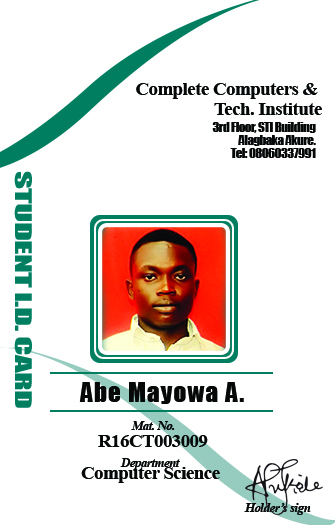 Complete Computers &
Tech. Institute
3rd Floor, STI Building
Alagbaka Akure.
Tel: 08060337991
STUDENT I.D. CARD
Abe Mayowa A.
Mat. No.
R16CT003009
Department
Computer Science
Holder's sign